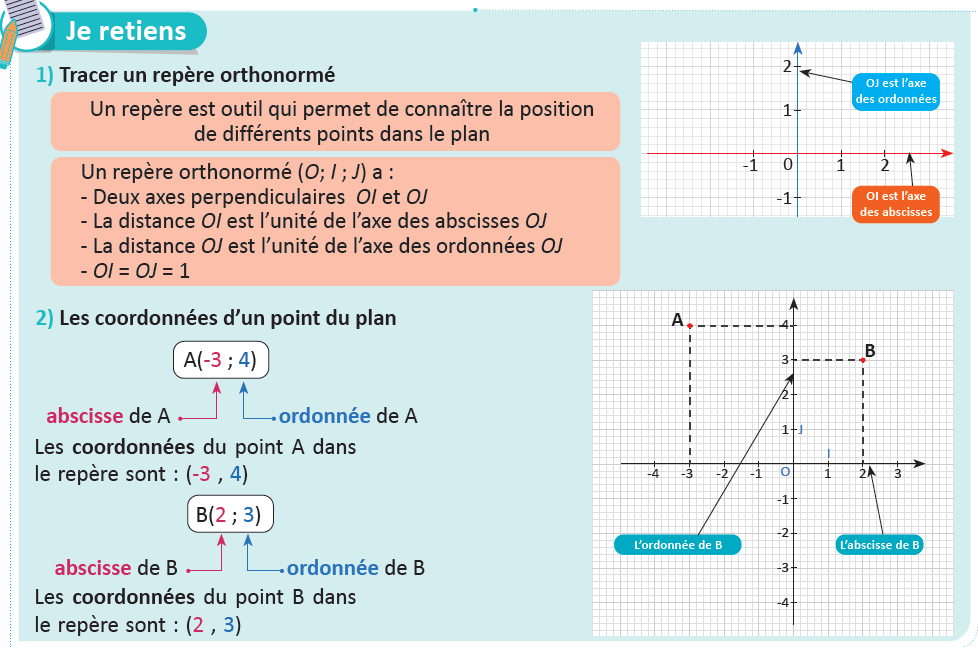 Je retiens
1) Tracer un repère orthonormé
Un repère est outil qui permet de connaître la position
de différents points dans le plan
Un repère orthonormé (O; I ; J) a :
- Deux axes perpendiculaires OI et OJ
- La distance OI est l’unité de l’axe des abscisses OJ
- La distance OJ est l’unité de l’axe des ordonnées OJ
- OI = OJ = 1
2
OJ est l’axe
des ordonnées
1
-1 0 1 2
-1
OI est l’axe
des abscisses
2) Les coordonnées d’un point du plan
A(-3 ; 4)
abscisse de A
ordonnée de A
Les coordonnées du point A dans
le repère sont : (-3 , 4)
B(2 ; 3)
abscisse de B
ordonnée de B
Les coordonnées du point B dans
le repère sont : (2 , 3)
A
4
B
3
2
1 J
I
O
-4 -3 -2 -1 1 2 3
-1
-2
L’ordonnée de B
L’abscisse de B
-3
-4